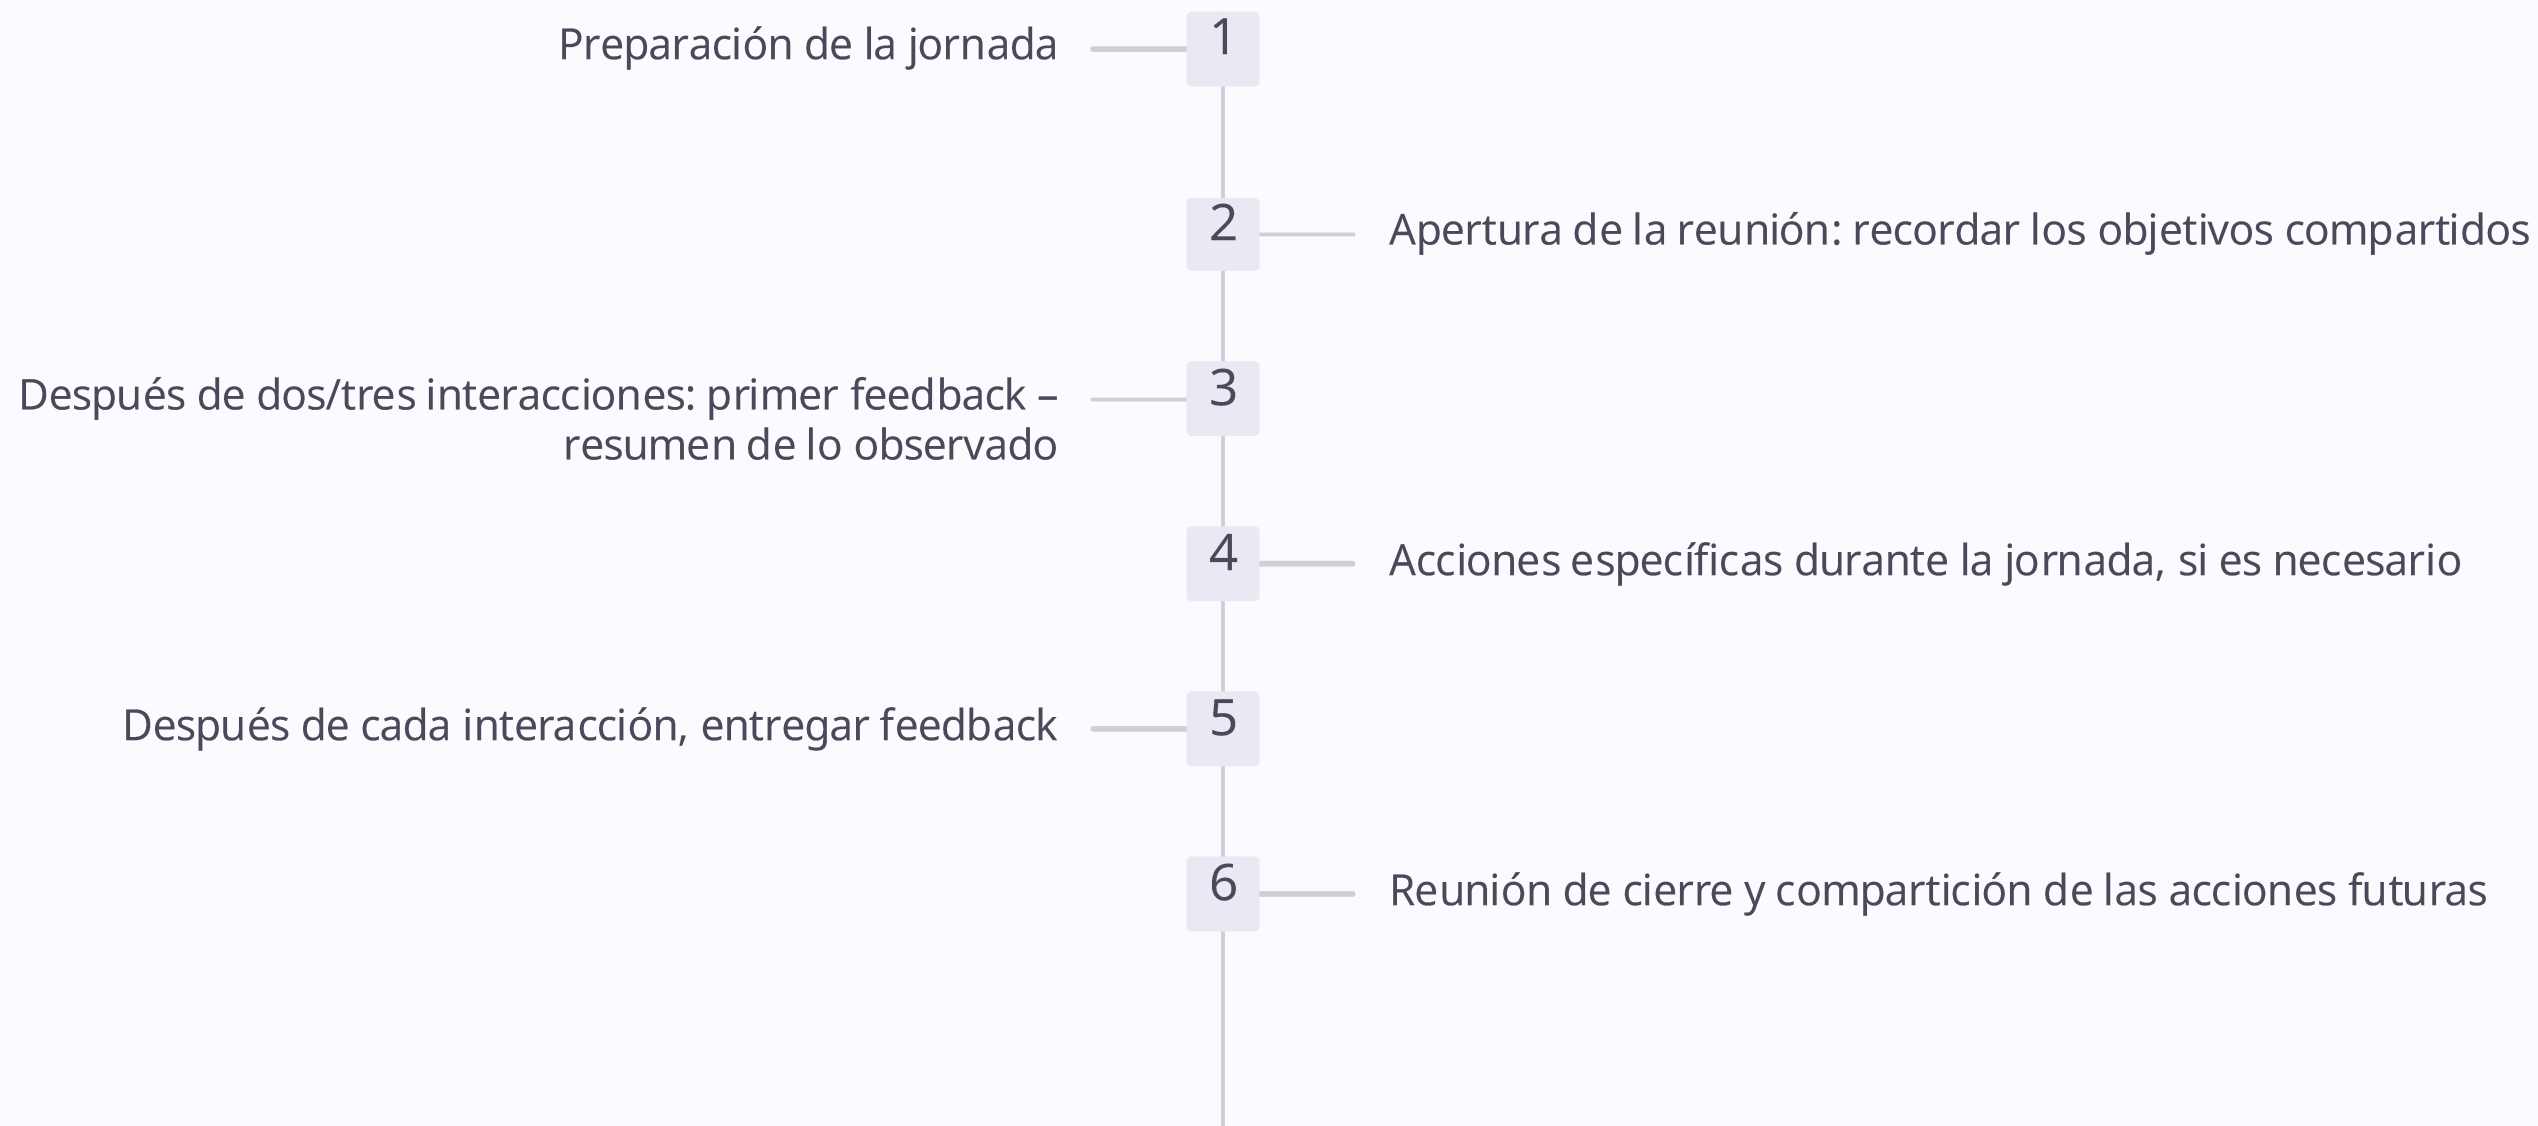 Preparación de la jornada
1
2
Apertura de la reunión: recordar los objetivos compartidos
Después de dos/tres interacciones: primer feedback –
resumen de lo observado
3
4
Acciones específicas durante la jornada, si es necesario
Después de cada interacción, entregar feedback
5
6
Reunión de cierre y compartición de las acciones futuras